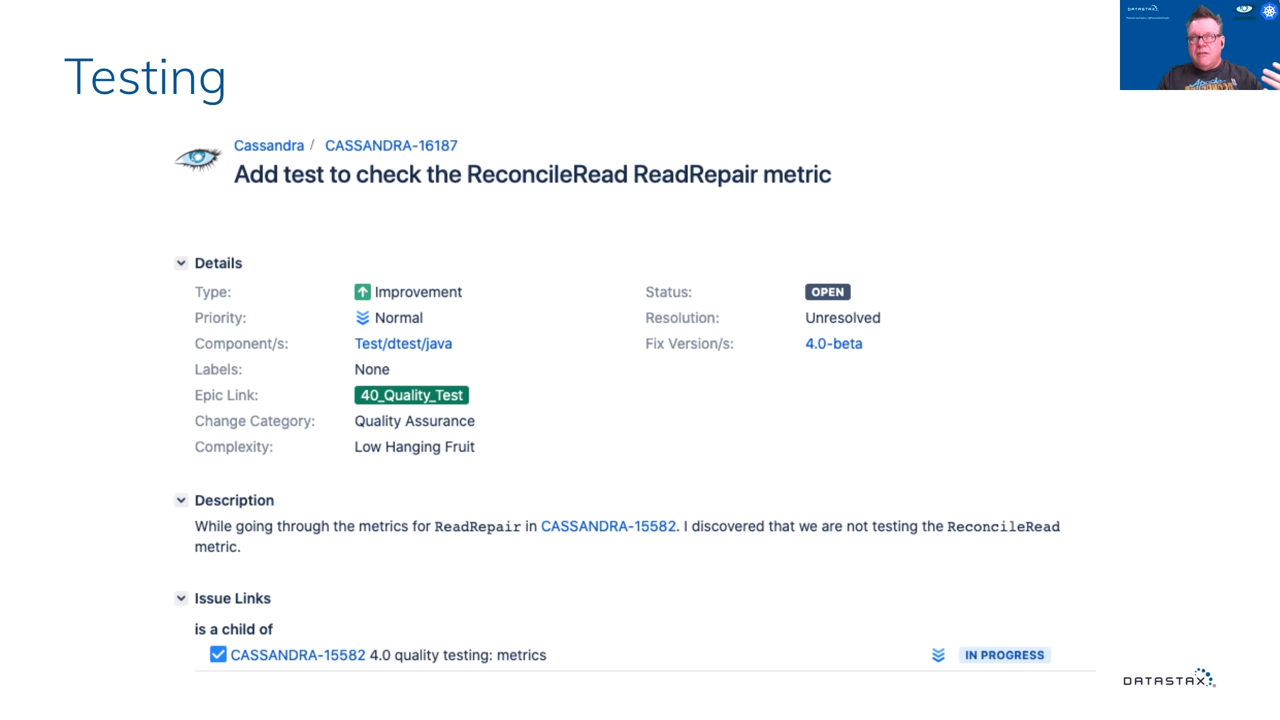 Testing
DATASTAX
Cassandra / CASSANDRA-16187
Add test to check the ReconcileRead ReadRepair metric
Details
Type: Improvement Status: OPEN
Priority: Normal Resolution: Unresolved
Component/s: Test/dtest/java Fix Version/s: 4.0-beta
Labels: None
Epic Link: 40_Quality_Test
Change Category: Quality Assurance
Complexity: Low Hanging Fruit
Description
While going through the metrics for ReadRepair in CASSANDRA-15582. I discovered that we are not testing the ReconcileRead
metric.
Issue Links
is a child of
CASSANDRA-15582 4.0 quality testing: metrics IN PROGRESS
DATASTAX